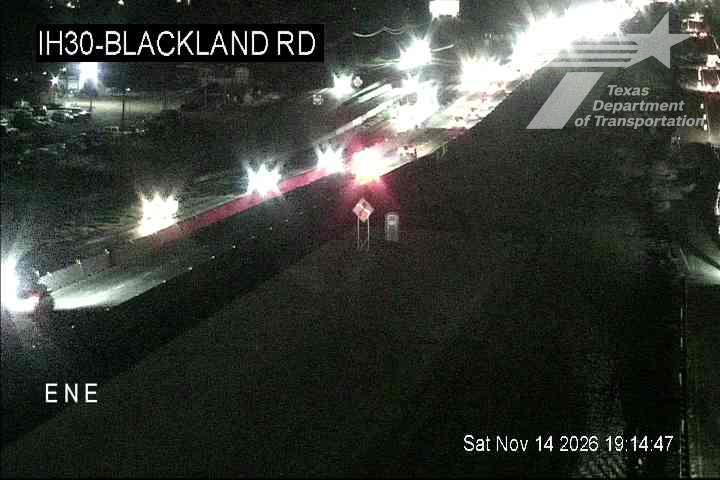 IH30-BLACKLAND RD
Texas
Department
of Transportation
ENE
Sat Nov 14 2026 19:14:47